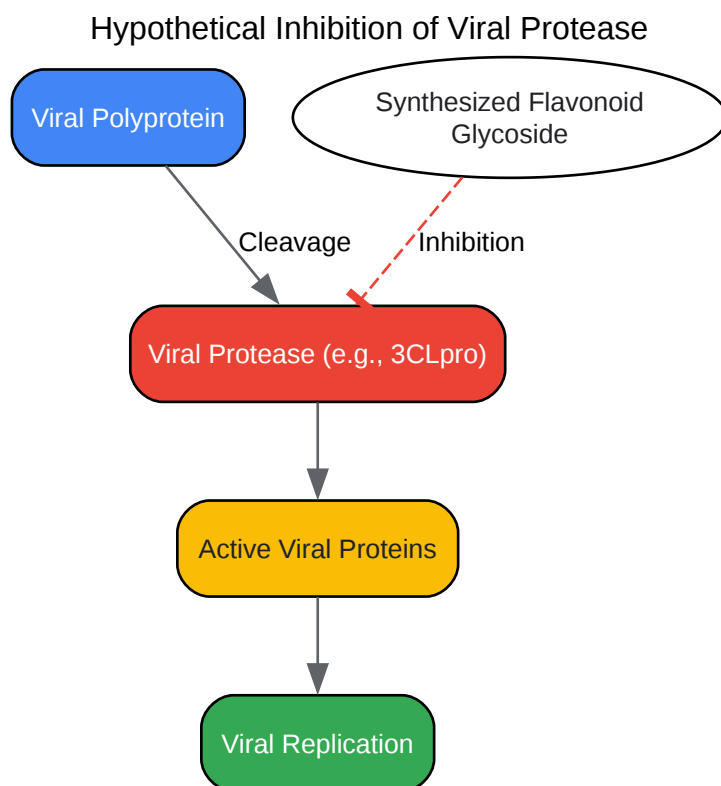 Hypothetical Inhibition of Viral Protease
Viral Polyprotein
Synthesized Flavonoid
Glycoside
Cleavage
Inhibition
Viral Protease (e.g., 3CLpro)
Active Viral Proteins
Viral Replication